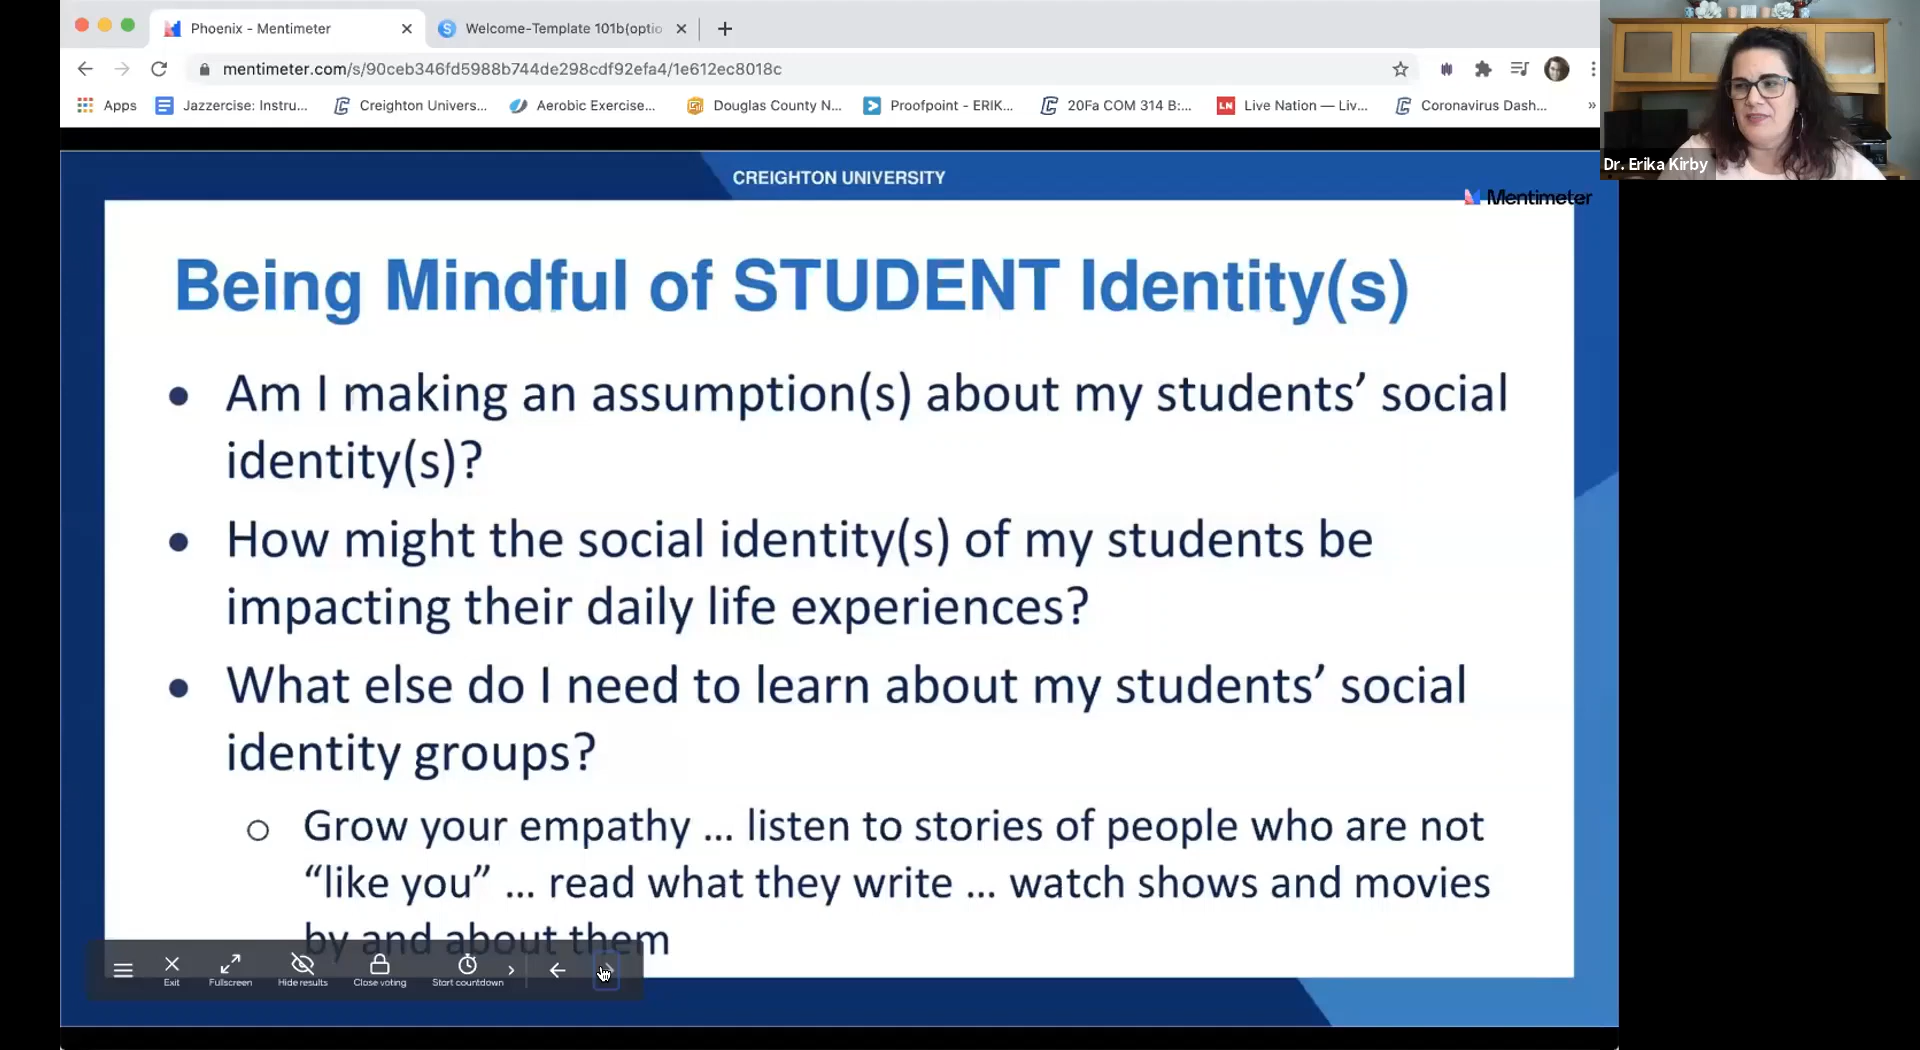 Phoenix - Mentimeter
Welcome-Template 101b(optio
mentimeter.com/s/90ceb346fd5988b744de298cdf92efa4/1e612ec8018c
Apps
Jazzercise: Instru...
Creighton Univers...
Aerobic Exercise...
Douglas County N...
Proofpoint - ERIK...
20Fa COM 314 B:...
LN
Live Nation — Liv...
Coronavirus Dash...
»
Dr. Erika Kirby
CREIGHTON UNIVERSITY
Mentimeter
Being Mindful of STUDENT Identity(s)
• Am I making an assumption(s) about my students’ social
identity(s)?
• How might the social identity(s) of my students be
impacting their daily life experiences?
• What else do I need to learn about my students’ social
identity groups?
○ Grow your empathy ... listen to stories of people who are not
“like you” ... read what they write ... watch shows and movies
by and about them
Exit
Fullscreen
Hide results
Close voting
Start countdown